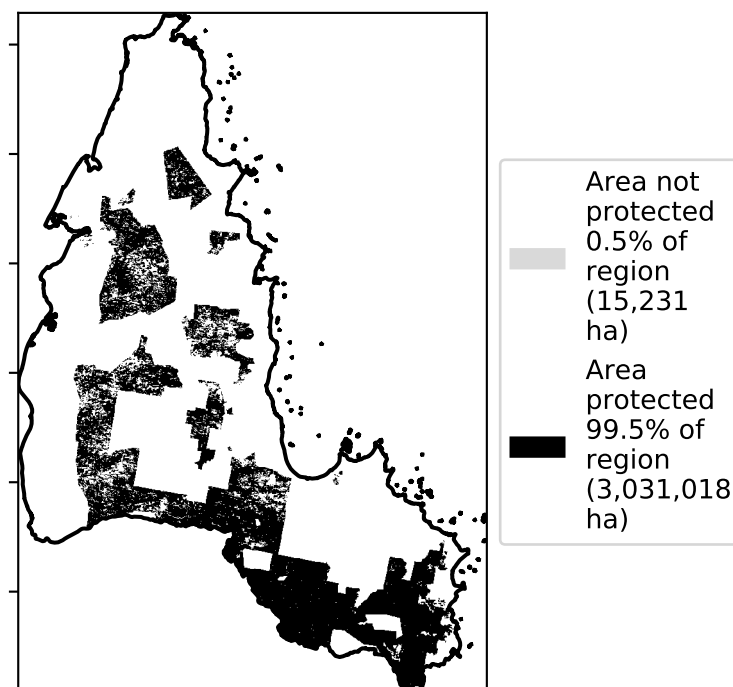 Area not
protected
0.5% of
region
(15,231
ha)
Area
protected
99.5% of
region
(3,031,018
ha)